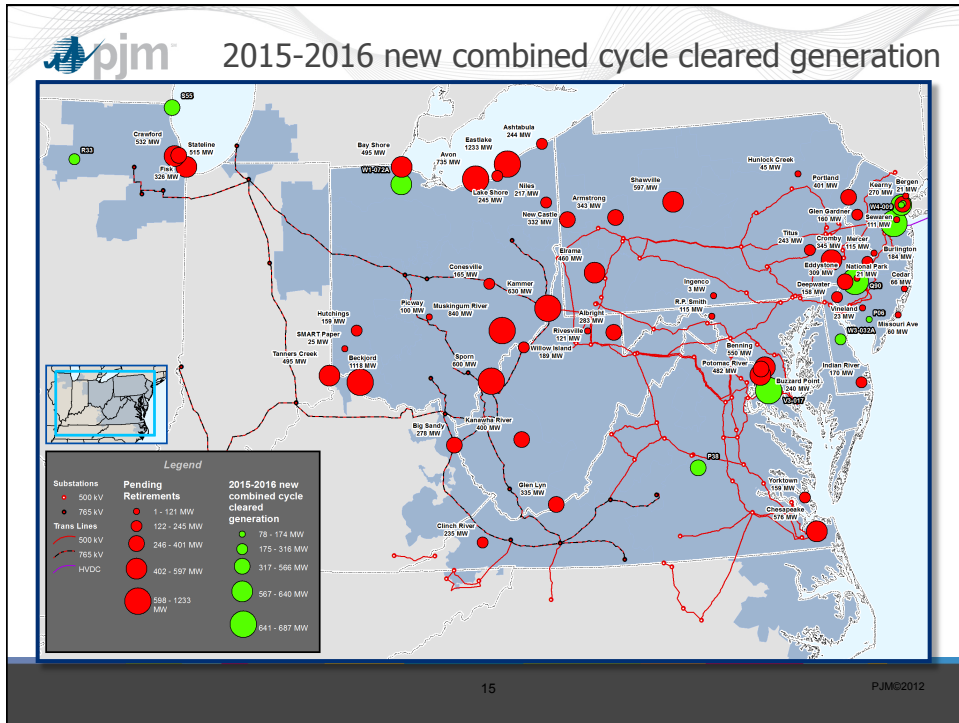 pjm™
2015-2016 new combined cycle cleared generation
S55
R33
Crawford
532 MW
Stateline
515 MW
Fisk
326 MW
Bay Shore
495 MW
W1-072A
Avon
735 MW
Eastlake
1233 MW
Ashtabula
244 MW
Lake Shore
245 MW
Niles
217 MW
New Castle
332 MW
Armstrong
343 MW
Shawville
597 MW
Hunlock Creek
45 MW
Portland
401 MW
Kearny
270 MW
Bergen
21 MW
W4-009
Glen Gardner
160 MW
Sewaren
111 MW
Titus
243 MW
Cromby
345 MW
Mercer
115 MW
Burlington
184 MW
Eddystone
309 MW
National Park
21 MW
Cedar
66 MW
Deepwater
158 MW
Q90
Vineland
23 MW
P06
Missouri Ave
60 MW
W3-032A
Indian River
170 MW
Elrama
460 MW
Conesville
165 MW
Kammer
630 MW
Ingenco
3 MW
R.P. Smith
115 MW
Albright
283 MW
Rivesville
121 MW
Picway
100 MW
Muskingum River
840 MW
Willow Island
189 MW
Hutchings
159 MW
SMART Paper
25 MW
Tanners Creek
495 MW
Beckjord
1118 MW
Sporn
600 MW
Benning
550 MW
Potomac River
482 MW
Buzzard Point
240 MW
V3-017
Big Sandy
278 MW
Kanawha River
400 MW
P38
Glen Lyn
335 MW
Clinch River
235 MW
Yorktown
159 MW
Chesapeake
576 MW
Legend
Substations
500 kV
765 kV
Trans Lines
500 kV
765 kV
HVDC
Pending
Retirements
1 - 121 MW
122 - 245 MW
246 - 401 MW
402 - 597 MW
598 - 1233
MW
2015-2016 new
combined cycle
cleared
generation
78 - 174 MW
175 - 316 MW
317 - 566 MW
567 - 640 MW
641 - 687 MW
15
PJM©2012